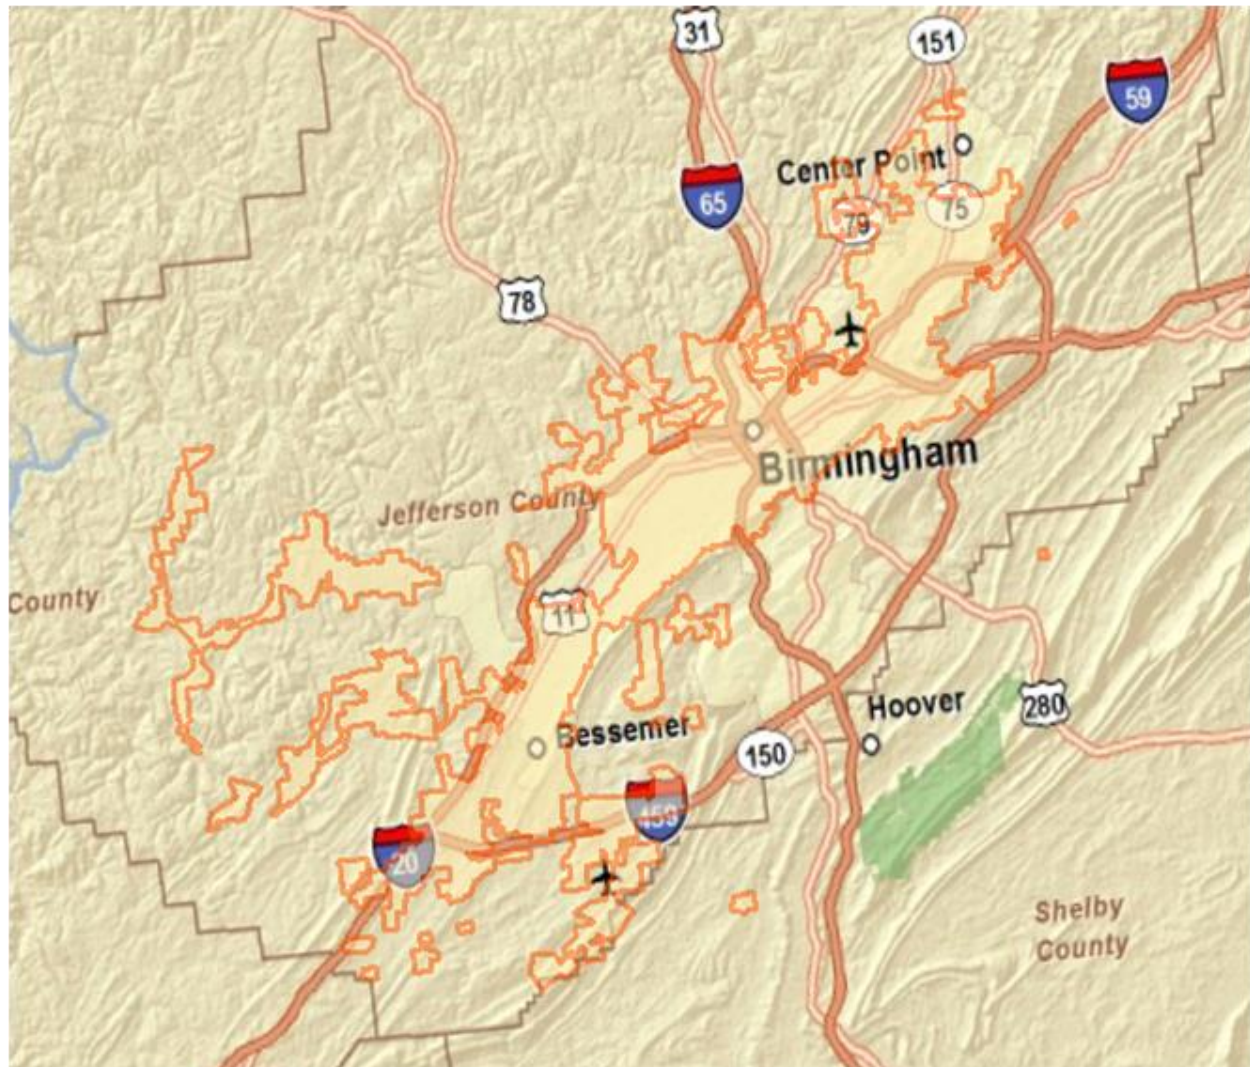 31
151
59
Center Point
65
79
75
78
Birmingham
Jefferson County
County
11
Hoover
280
Bessemer
150
459
20
Shelby
County